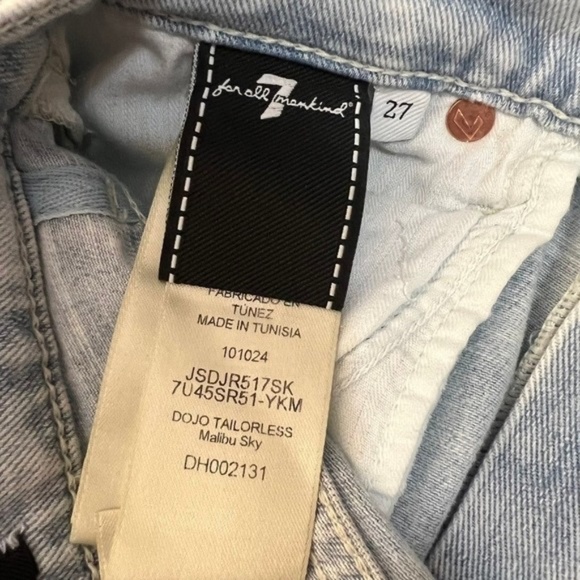 7
for all mankind®
27
FABRICADO EN
TÚNEZ
MADE IN TUNISIA
101024
JSDJR517SK
7U45SR51-YKM
DOJO TAILORLESS
Malibu Sky
DH002131